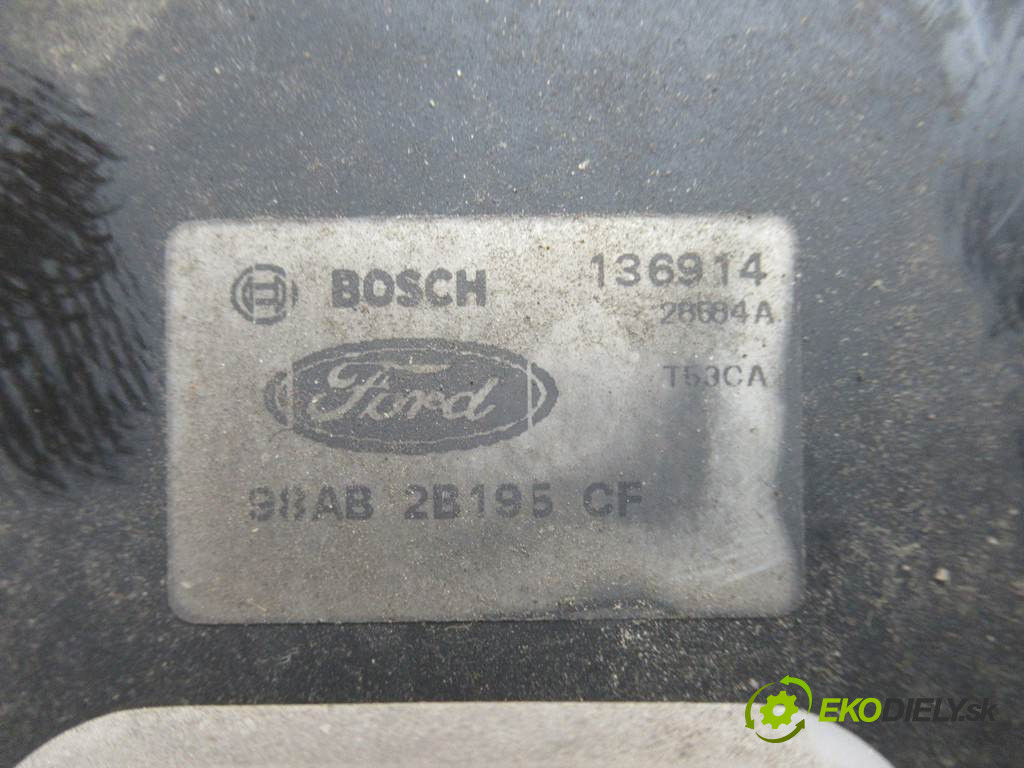 BOSCH 136914
28684A
Ford
T53CA
98AB 2B195 CF
EKODIELY.sk